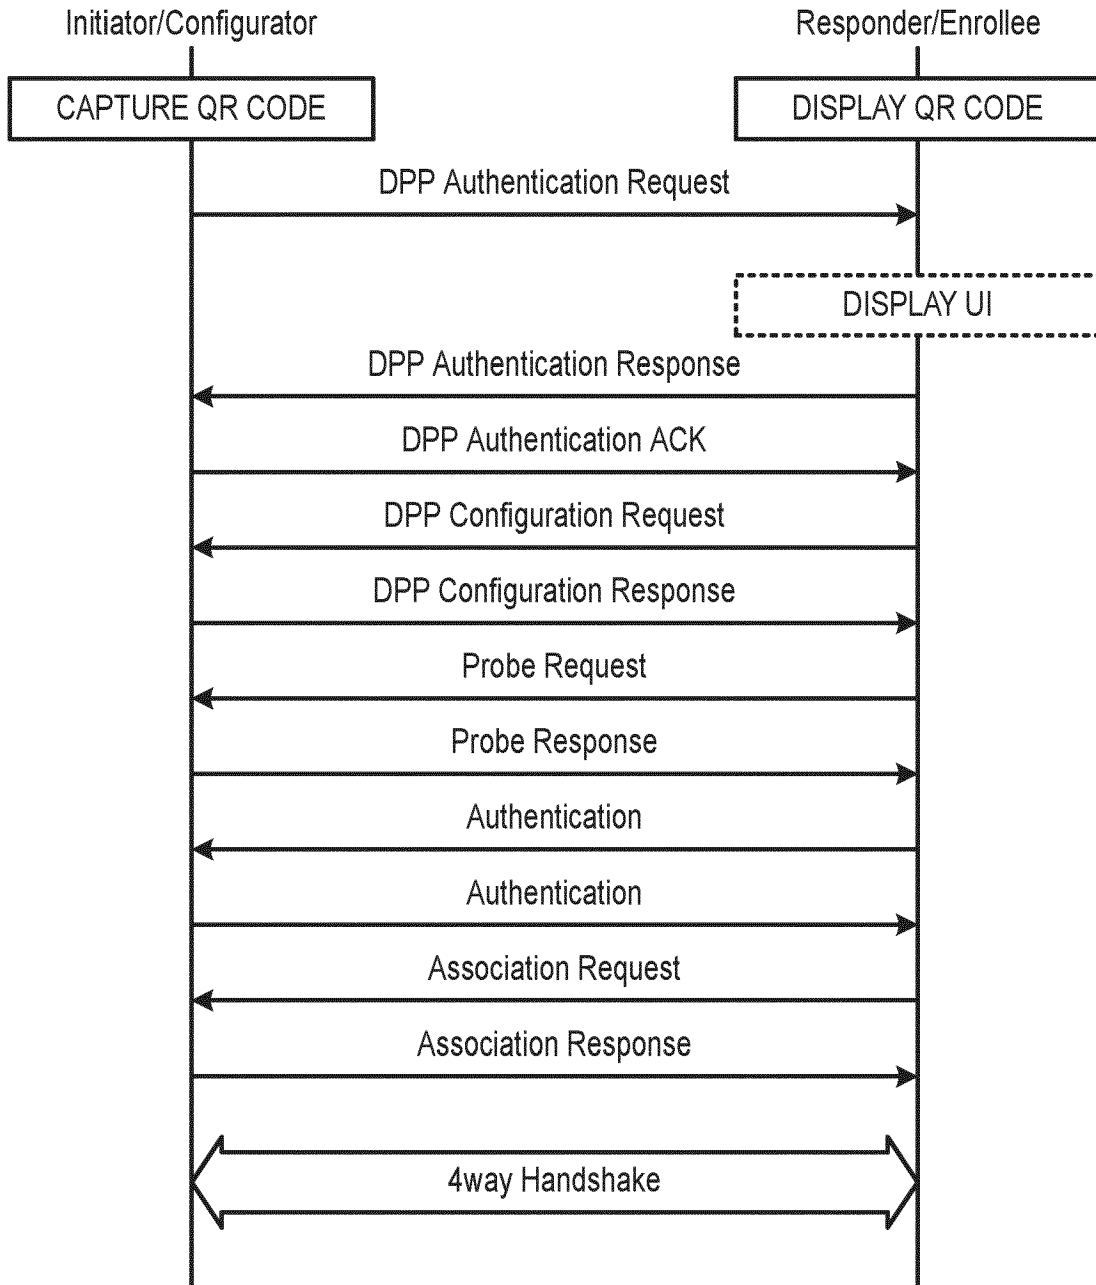 Initiator/Configurator
Responder/Enrollee
CAPTURE QR CODE
DISPLAY QR CODE
DPP Authentication Request
DISPLAY UI
DPP Authentication Response
DPP Authentication ACK
DPP Configuration Request
DPP Configuration Response
Probe Request
Probe Response
Authentication
Authentication
Association Request
Association Response
4way Handshake